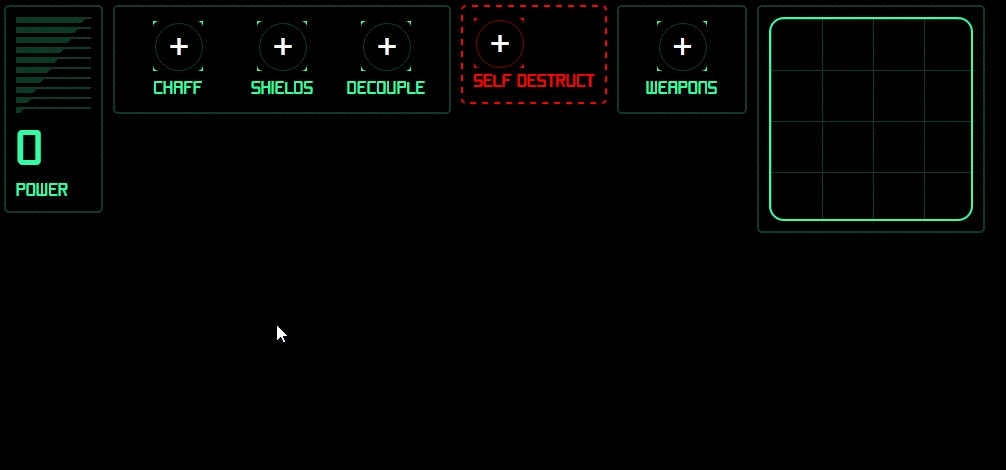 CHAFF
SHIELDS
DECOUPLE
SELF DESTRUCT
WEAPONS
0
POWER